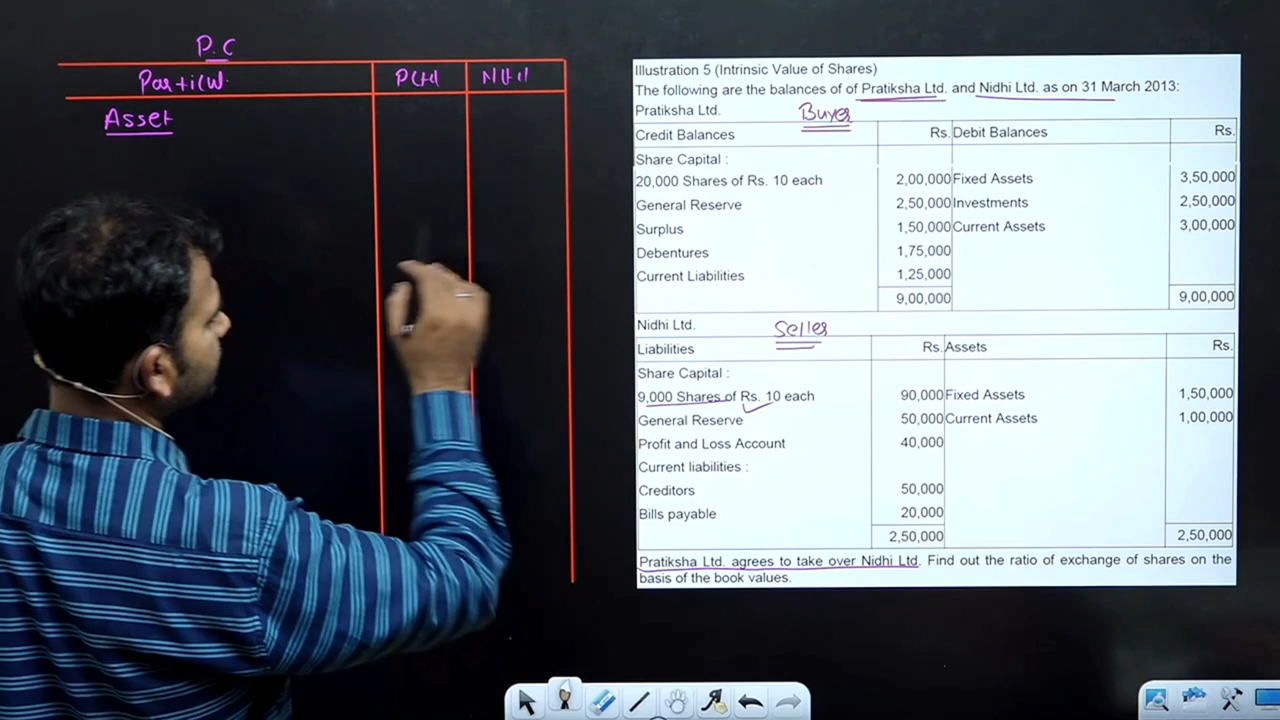 P.C
Particul. P(Ltd) N(Ltd)
Asset
Illustration 5 (Intrinsic Value of Shares)
The following are the balances of of Pratiksha Ltd. and Nidhi Ltd. as on 31 March 2013:
Pratiksha Ltd. Buyer
Credit Balances Rs. Debit Balances Rs.
Share Capital :
20,000 Shares of Rs. 10 each 2,00,000 Fixed Assets 3,50,000
General Reserve 2,50,000 Investments 2,50,000
Surplus 1,50,000 Current Assets 3,00,000
Debentures 1,75,000
Current Liabilities 1,25,000
9,00,000 9,00,000
Nidhi Ltd. Seller
Liabilities Rs. Assets Rs.
Share Capital :
9,000 Shares of Rs. 10 each 90,000 Fixed Assets 1,50,000
General Reserve 50,000 Current Assets 1,00,000
Profit and Loss Account 40,000
Current liabilities :
Creditors 50,000
Bills payable 20,000
2,50,000 2,50,000
Pratiksha Ltd. agrees to take over Nidhi Ltd. Find out the ratio of exchange of shares on the
basis of the book values.